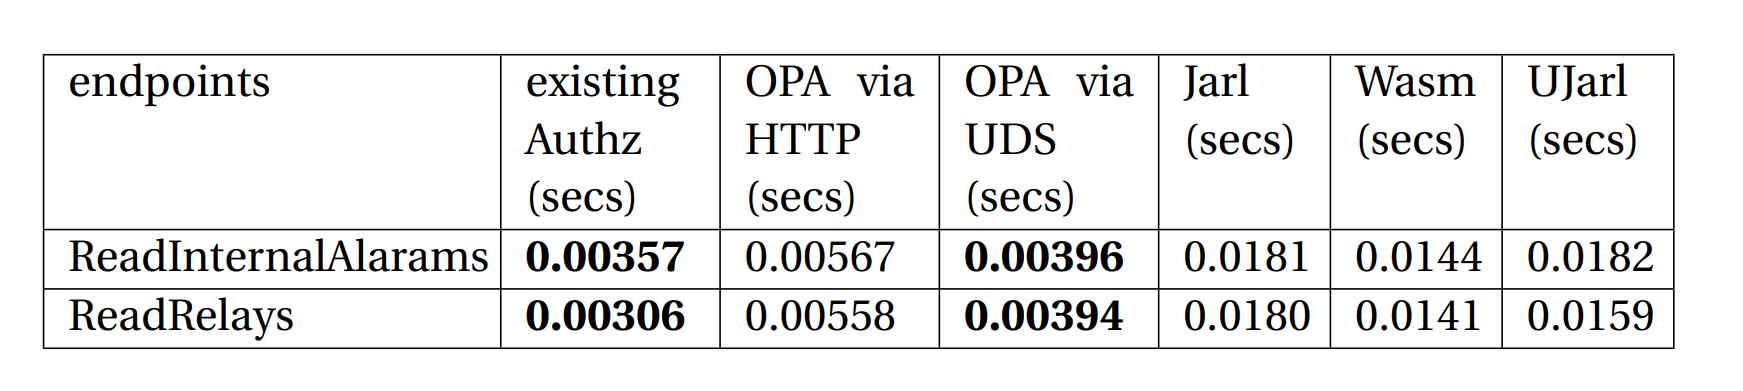 endpoints existing OPA via OPA via Jarl Wasm UJarl
Authz HTTP UDS (secs) (secs) (secs)
(secs) (secs) (secs)
ReadInternalAlarams 0.00357 0.00567 0.00396 0.0181 0.0144 0.0182
ReadRelays 0.00306 0.00558 0.00394 0.0180 0.0141 0.0159